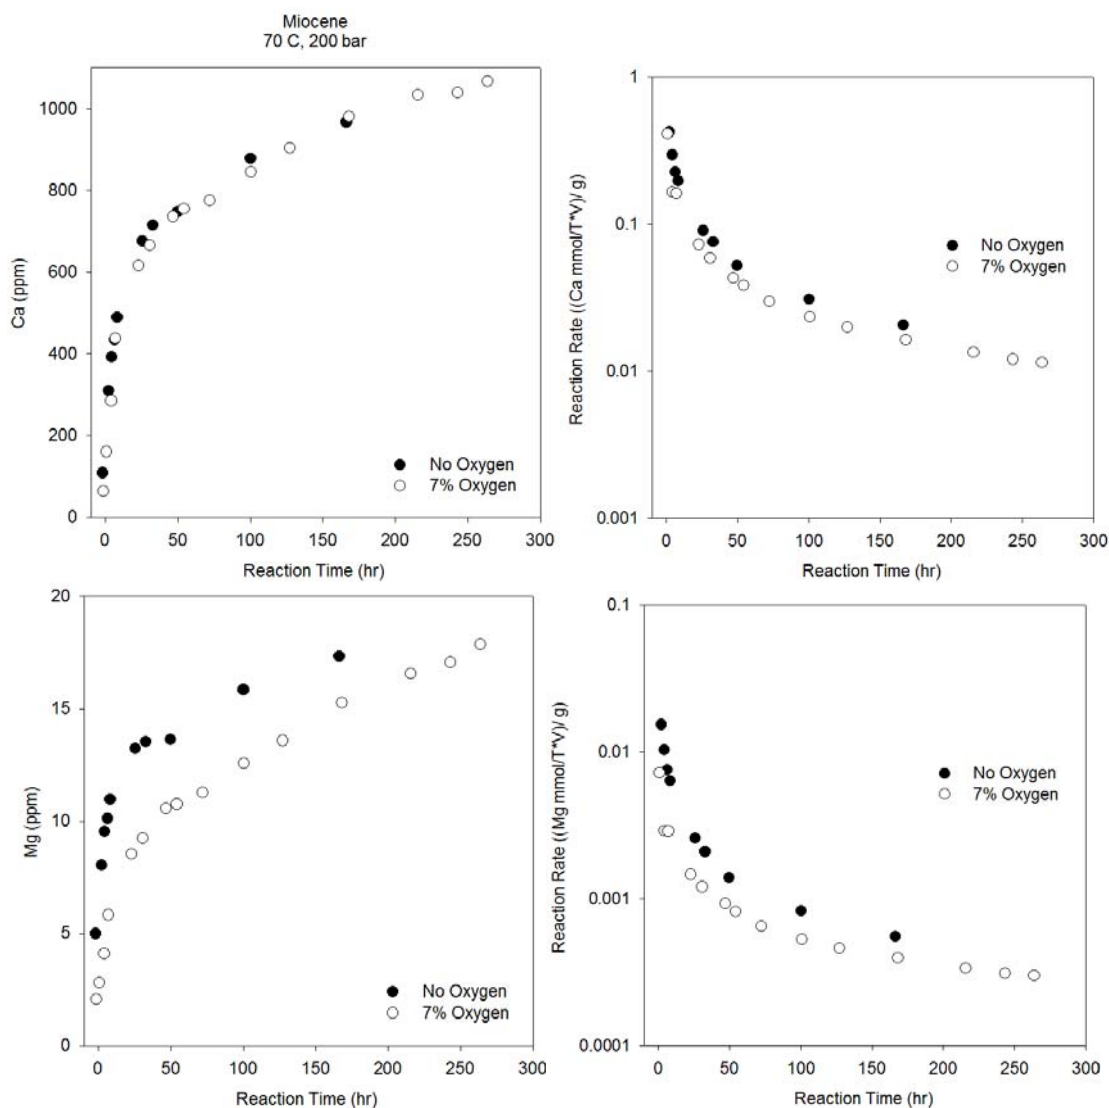 Miocene
70 C, 200 bar
Ca (ppm)
1000
800
600
400
200
0
No Oxygen
7% Oxygen
0 50 100 150 200 250 300
Reaction Time (hr)
Reaction Rate ((Ca mmol/T*V)/ g)
1
0.1
0.01
0.001
No Oxygen
7% Oxygen
0 50 100 150 200 250 300
Reaction Time (hr)
Mg (ppm)
20
15
10
5
0
No Oxygen
7% Oxygen
0 50 100 150 200 250 300
Reaction Time (hr)
Reaction Rate ((Mg mmol/T*V)/ g)
0.1
0.01
0.001
0.0001
No Oxygen
7% Oxygen
0 50 100 150 200 250 300
Reaction Time (hr)